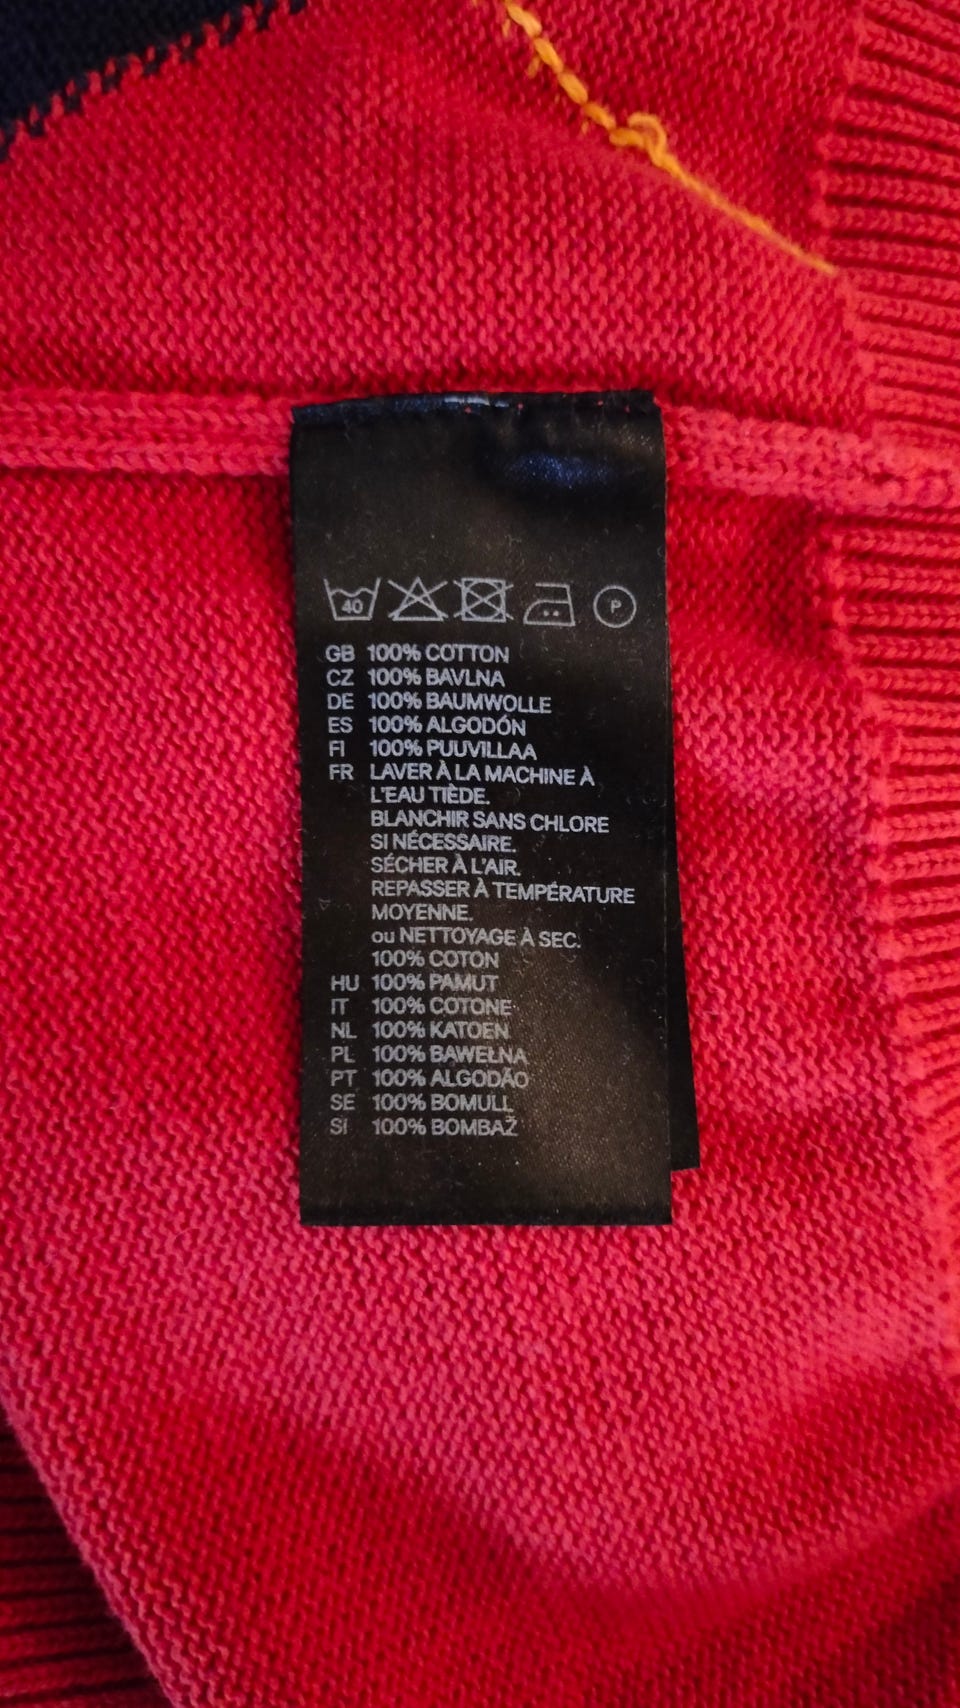 40 P
GB 100% COTTON
CZ 100% BAVLNA
DE 100% BAUMWOLLE
ES 100% ALGODÓN
FI 100% PUUVILLAA
FR LAVER À LA MACHINE À
L'EAU TIÈDE.
BLANCHIR SANS CHLORE
SI NÉCESSAIRE.
SÉCHER À L'AIR.
REPASSER À TEMPÉRATURE
MOYENNE.
ou NETTOYAGE À SEC.
100% COTON
HU 100% PAMUT
IT 100% COTONE
NL 100% KATOEN
PL 100% BAWEŁNA
PT 100% ALGODÃO
SE 100% BOMULL
SI 100% BOMBAŽ